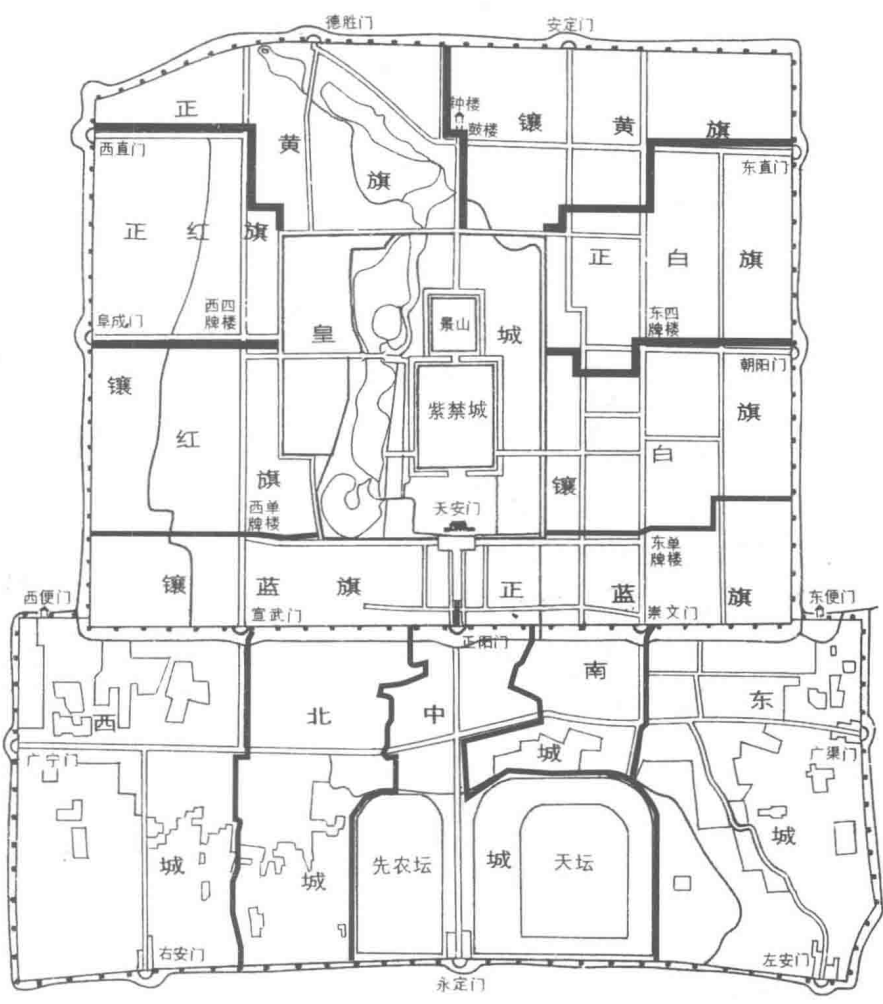 德胜门
安定门
钟楼
鼓楼
正黄旗
镶黄旗
西直门
东直门
正红旗
正白旗
阜成门
西四
牌楼
东四
牌楼
皇城
景山
朝阳门
紫禁城
镶红旗
镶白旗
天安门
西单
牌楼
东单
牌楼
镶蓝旗
正蓝旗
西便门
宣武门
正阳门
崇文门
东便门
西城
北城
中城
南城
东城
广宁门
广渠门
先农坛
天坛
右安门
永定门
左安门